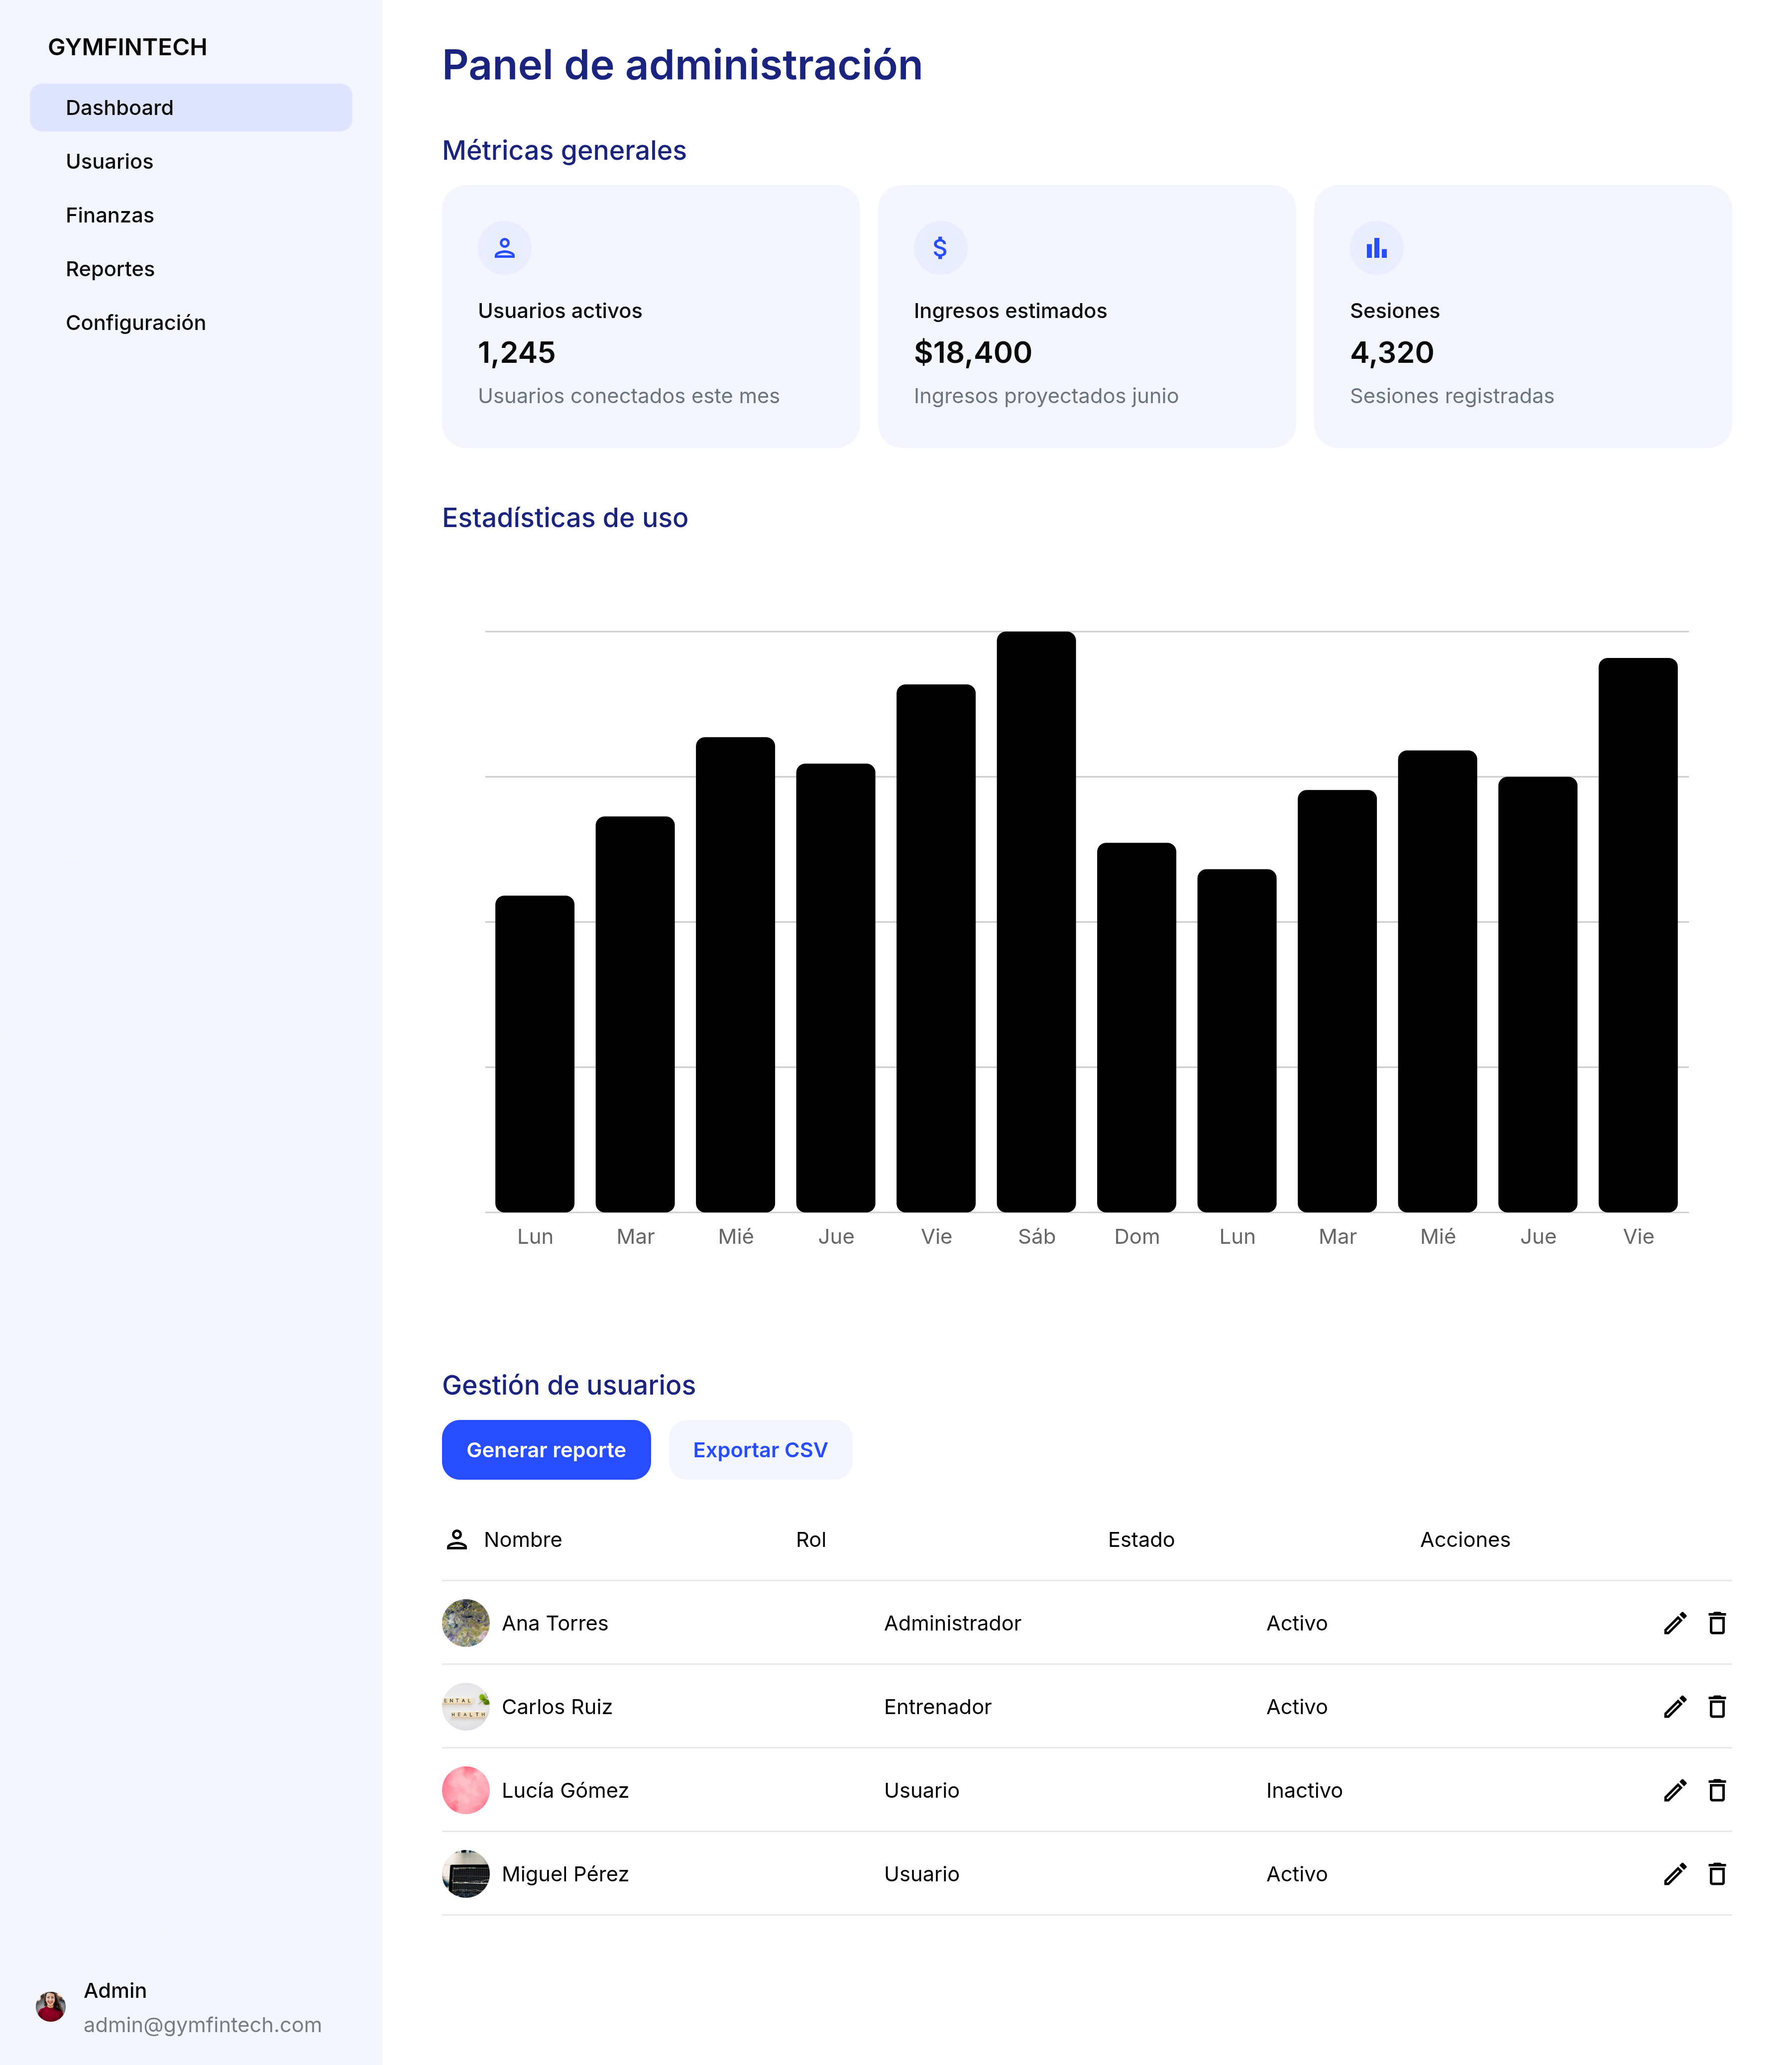 GYMFINTECH
Dashboard
Usuarios
Finanzas
Reportes
Configuración
Admin
admin@gymfintech.com
Panel de administración
Métricas generales
Usuarios activos
1,245
Usuarios conectados este mes
$
Ingresos estimados
$18,400
Ingresos proyectados junio
Sesiones
4,320
Sesiones registradas
Estadísticas de uso
Lun Mar Mié Jue Vie Sáb Dom Lun Mar Mié Jue Vie
Gestión de usuarios
Generar reporte Exportar CSV
Nombre Rol Estado Acciones
Ana Torres Administrador Activo
ENTAL
HEALTH
Carlos Ruiz Entrenador Activo
Lucía Gómez Usuario Inactivo
Miguel Pérez Usuario Activo